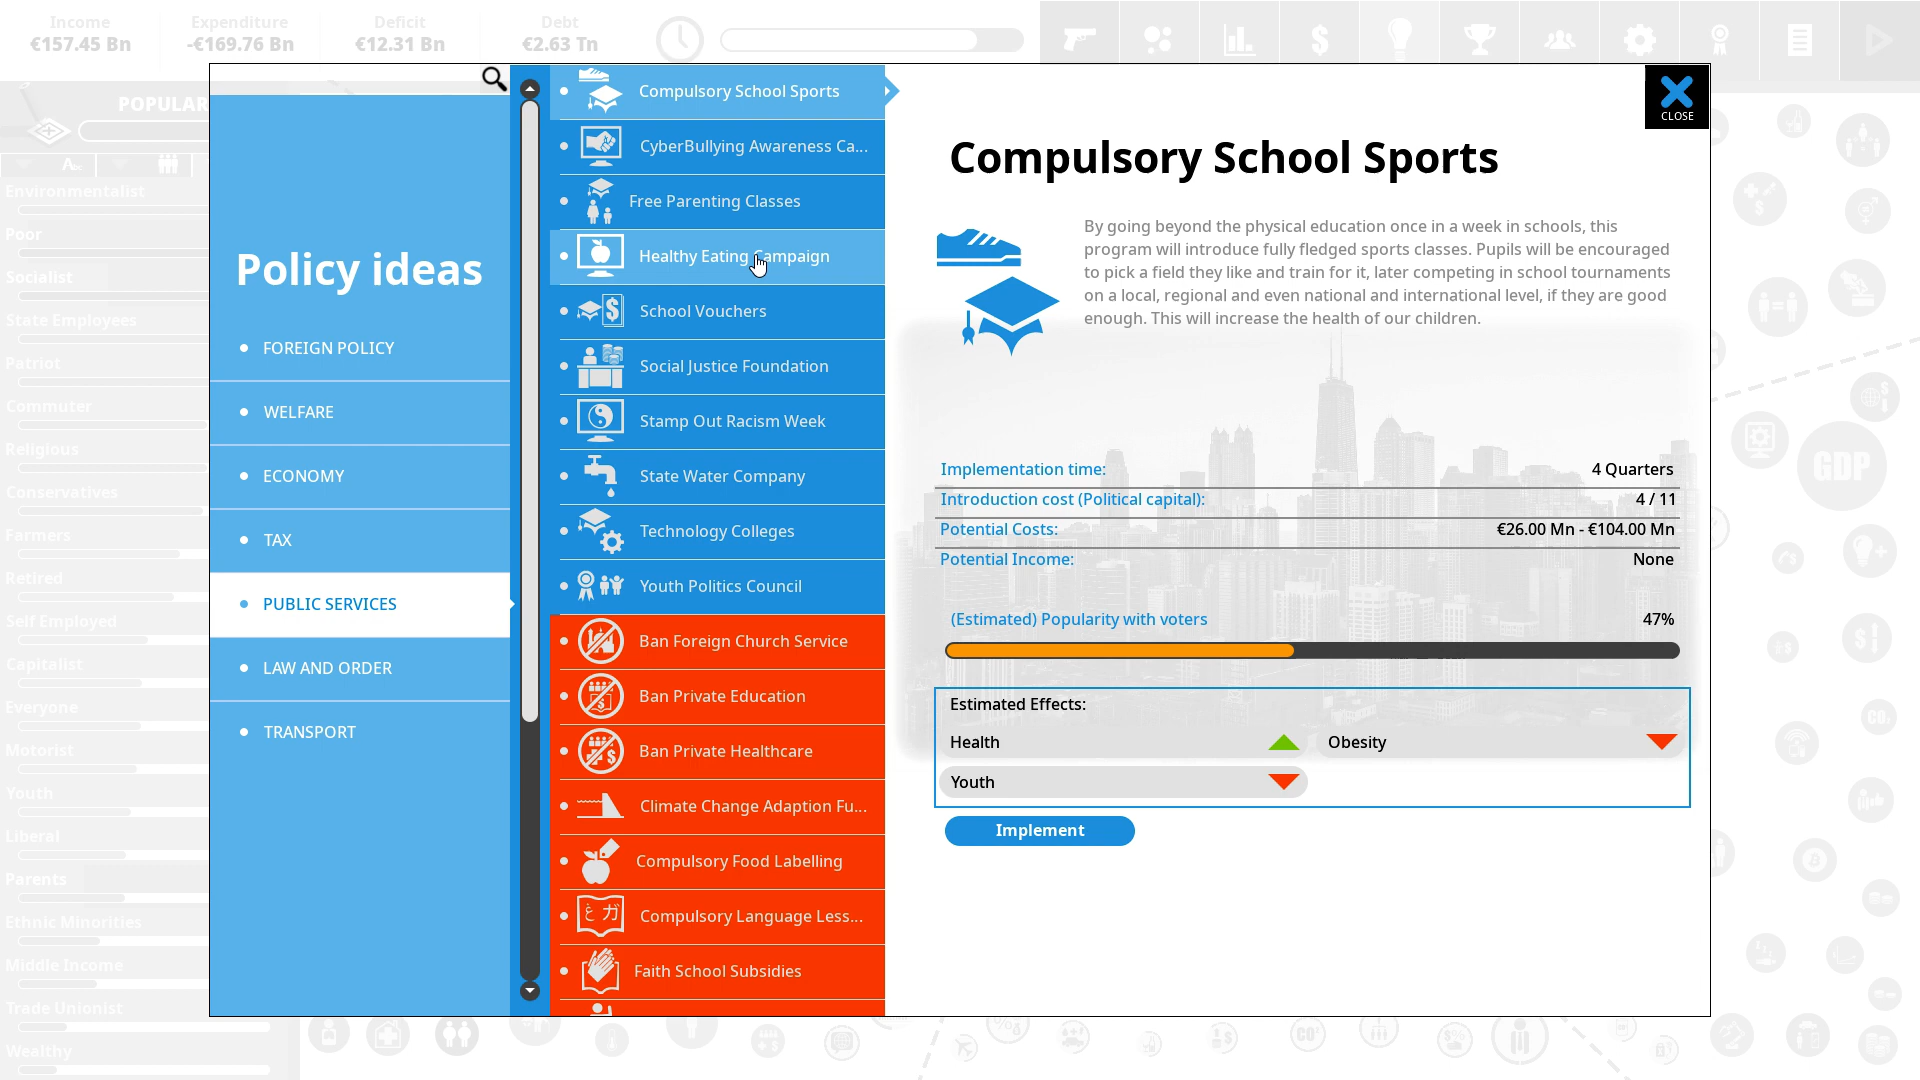 Income
€157.45 Bn
Expenditure
-€169.76 Bn
Deficit
€12.31 Bn
Debt
€2.63 Tn
CLOSE
POPULAR
Environmentalist
Poor
Socialist
State Employees
Patriot
Commuter
Religious
Conservatives
Farmers
Retired
Self Employed
Capitalist
Everyone
Motorist
Youth
Liberal
Parents
Ethnic Minorities
Middle Income
Trade Unionist
Wealthy
Policy ideas
FOREIGN POLICY
WELFARE
ECONOMY
TAX
PUBLIC SERVICES
LAW AND ORDER
TRANSPORT
Compulsory School Sports
CyberBullying Awareness Ca...
Free Parenting Classes
Healthy Eating Campaign
School Vouchers
Social Justice Foundation
Stamp Out Racism Week
State Water Company
Technology Colleges
Youth Politics Council
Ban Foreign Church Service
Ban Private Education
Ban Private Healthcare
Climate Change Adaption Fu...
Compulsory Food Labelling
Compulsory Language Less...
Faith School Subsidies
Compulsory School Sports
By going beyond the physical education once in a week in schools, this
program will introduce fully fledged sports classes. Pupils will be encouraged
to pick a field they like and train for it, later competing in school tournaments
on a local, regional and even national and international level, if they are good
enough. This will increase the health of our children.
Implementation time: 4 Quarters
Introduction cost (Political capital): 4 / 11
Potential Costs: €26.00 Mn - €104.00 Mn
Potential Income: None
(Estimated) Popularity with voters 47%
Estimated Effects:
Health
Obesity
Youth
Implement
GDP